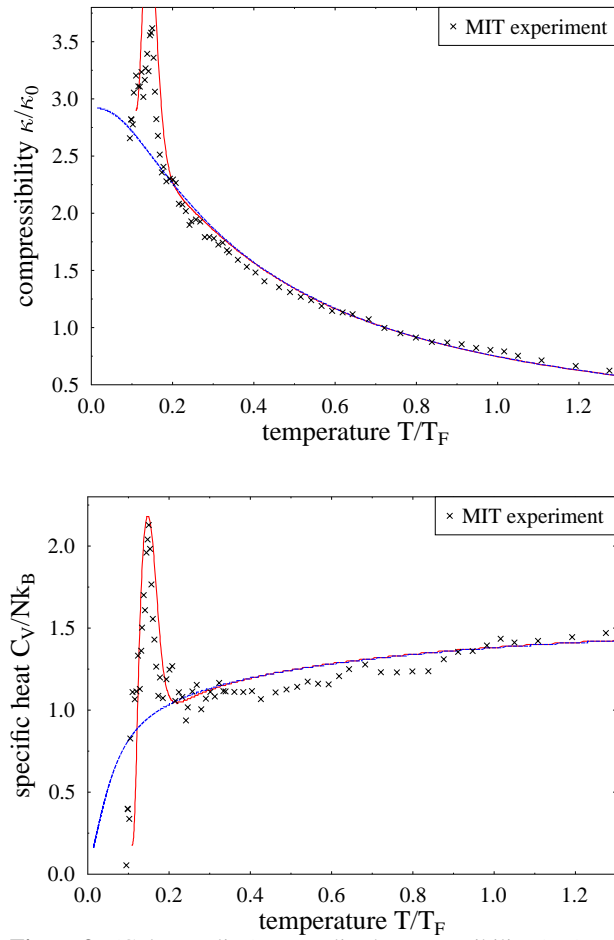 3.5
3.0
2.5
2.0
1.5
1.0
0.5
compressibility κ/κ0
× MIT experiment
0.0 0.2 0.4 0.6 0.8 1.0 1.2
temperature T/TF
2.0
1.5
1.0
0.5
0.0
specific heat CV/NkB
× MIT experiment
0.0 0.2 0.4 0.6 0.8 1.0 1.2
temperature T/TF